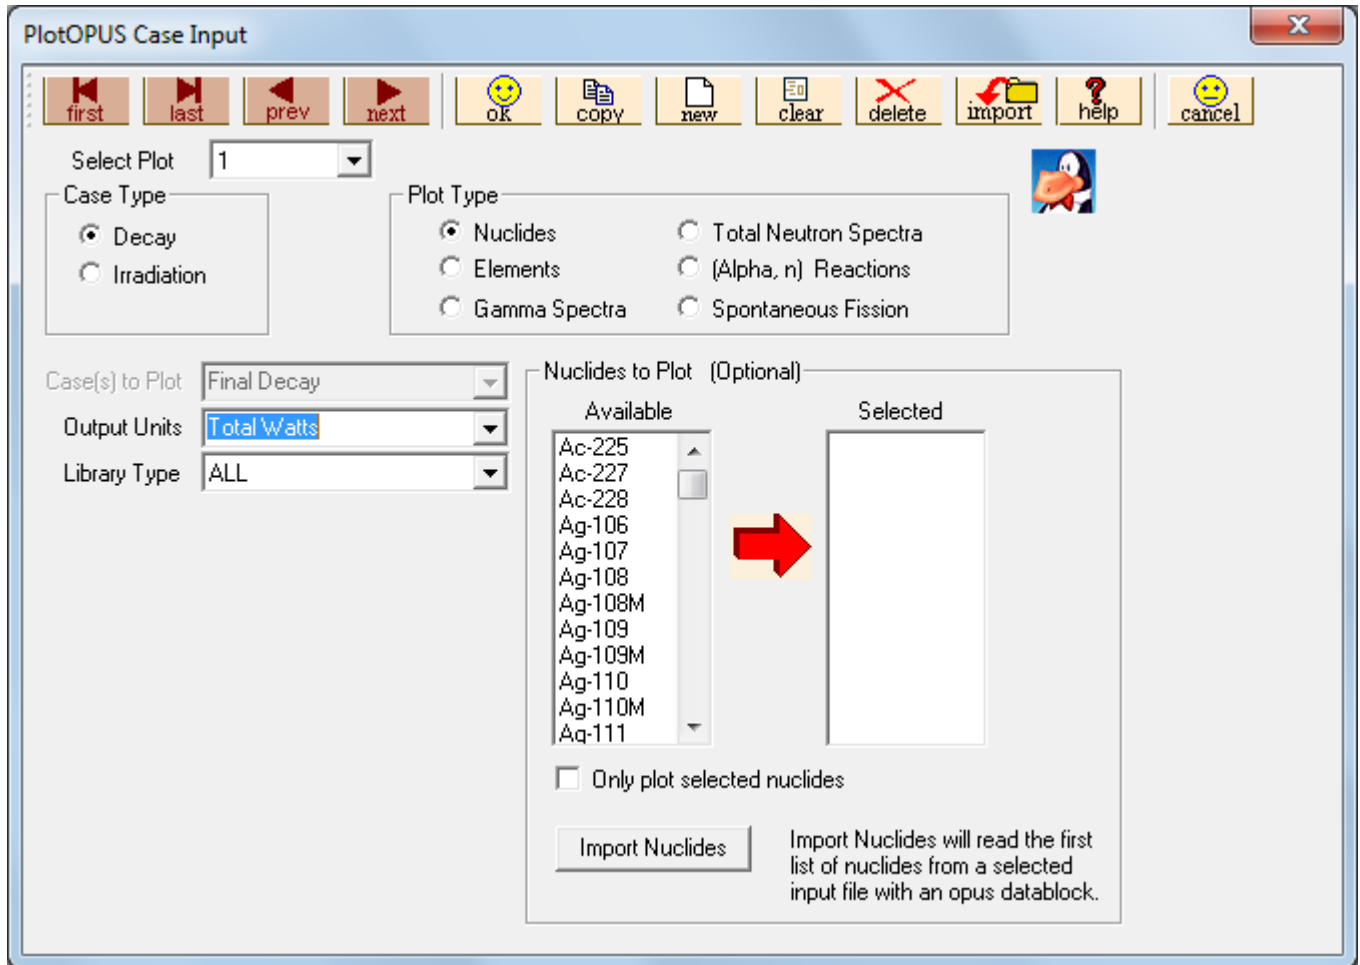 PlotOPUS Case Input
first last prev next ok copy new clear delete import help cancel
Select Plot 1
Case Type
Decay
Irradiation
Plot Type
Nuclides Total Neutron Spectra
Elements (Alpha, n) Reactions
Gamma Spectra Spontaneous Fission
Case(s) to Plot Final Decay
Output Units Total Watts
Library Type ALL
Nuclides to Plot (Optional)
Available Selected
Ac-225
Ac-227
Ac-228
Ag-106
Ag-107
Ag-108
Ag-108M
Ag-109
Ag-109M
Ag-110
Ag-110M
Ag-111
Only plot selected nuclides
Import Nuclides
Import Nuclides will read the first
list of nuclides from a selected
input file with an opus datablock.